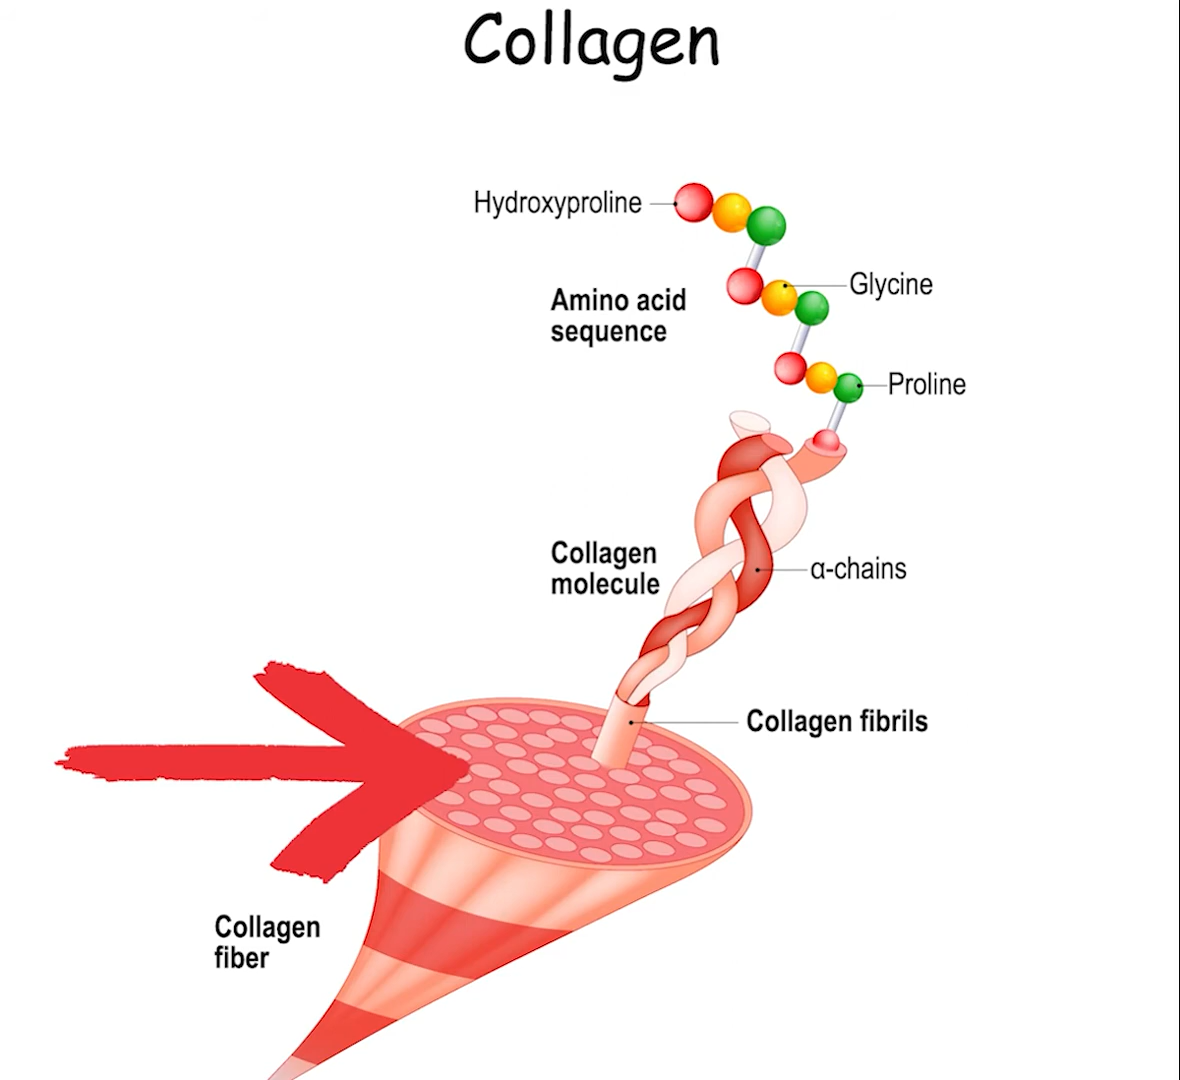 Collagen
Hydroxyproline
Glycine
Amino acid
sequence
Proline
Collagen
molecule
α-chains
Collagen fibrils
Collagen
fiber